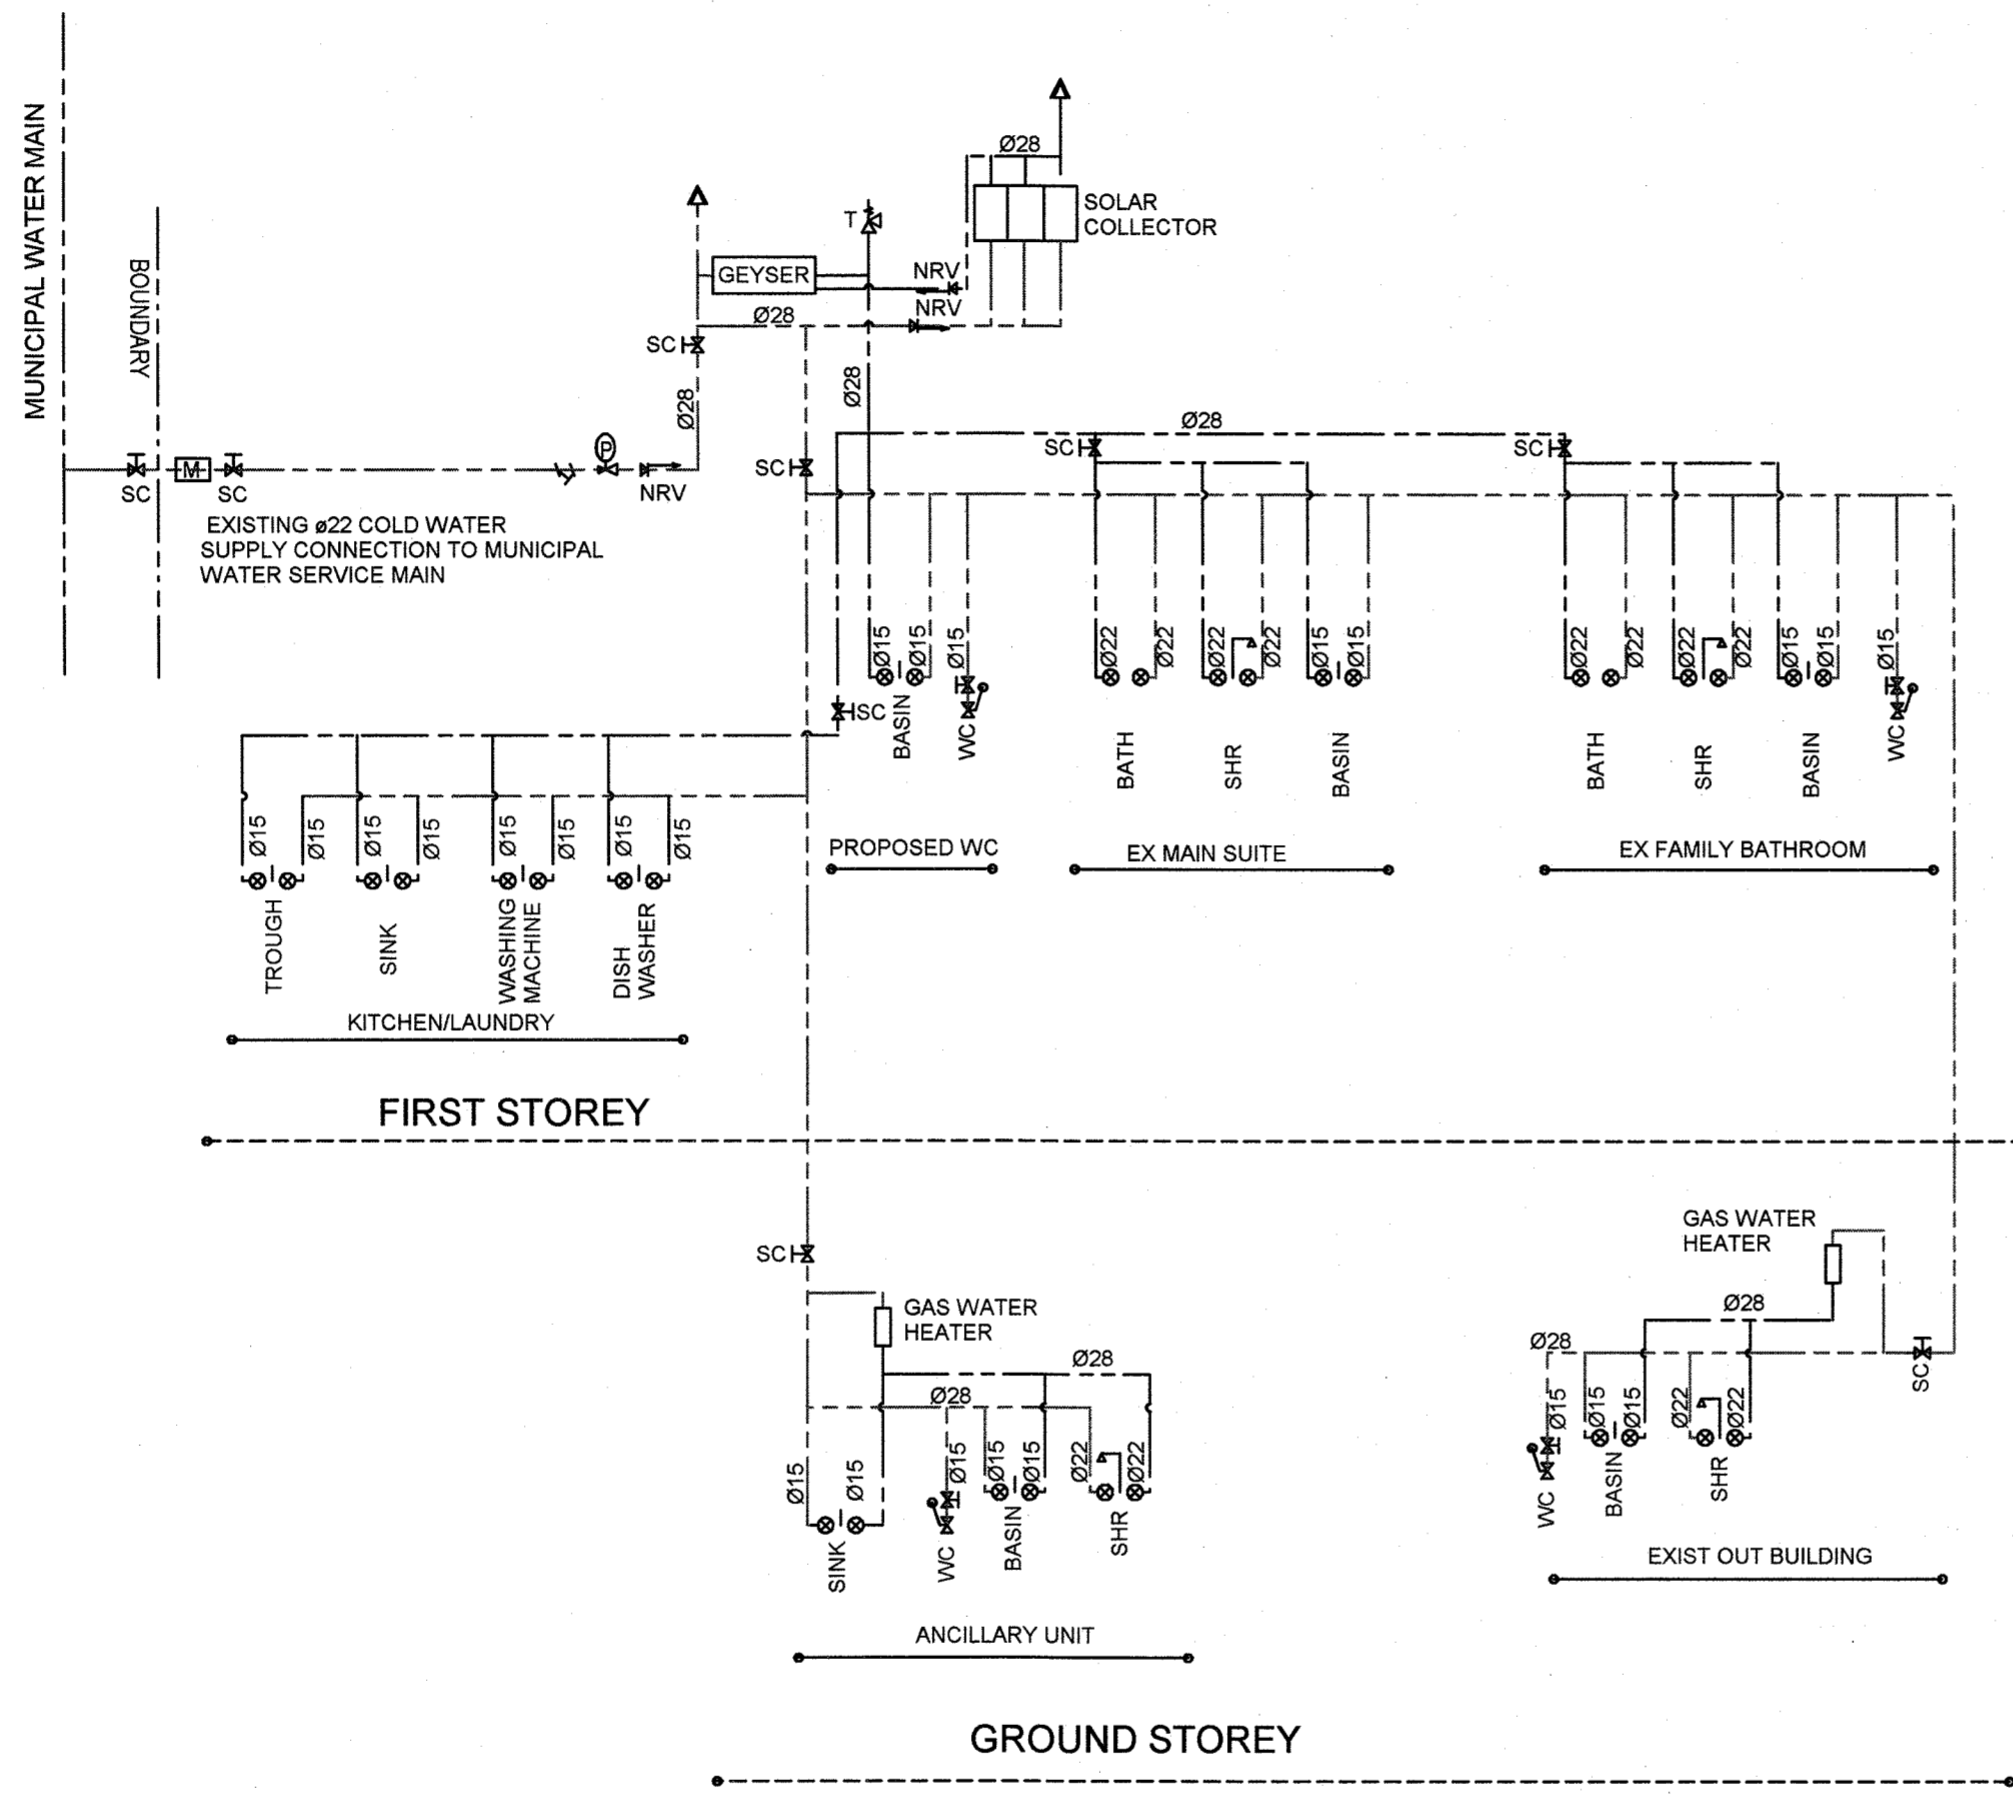 MUNICIPAL WATER MAIN
BOUNDARY
SC
M
SC
P
NRV
EXISTING ø22 COLD WATER
SUPPLY CONNECTION TO MUNICIPAL
WATER SERVICE MAIN
Ø28
SC
GEYSER
Ø28
T
NRV
NRV
Ø28
SOLAR
COLLECTOR
Ø28
SC
Ø28
SC
SC
SC
Ø15
Ø15
Ø15
BASIN
WC
PROPOSED WC
Ø22
Ø22
Ø22
Ø22
Ø15
Ø15
BATH
SHR
BASIN
EX MAIN SUITE
Ø22
Ø22
Ø22
Ø22
Ø15
Ø15
Ø15
BATH
SHR
BASIN
WC
EX FAMILY BATHROOM
Ø15
Ø15
Ø15
Ø15
Ø15
Ø15
Ø15
Ø15
TROUGH
SINK
WASHING
MACHINE
DISH
WASHER
KITCHEN/LAUNDRY
FIRST STOREY
SC
GAS WATER
HEATER
Ø28
Ø28
Ø15
Ø15
Ø15
Ø15
Ø15
Ø22
Ø22
SINK
WC
BASIN
SHR
ANCILLARY UNIT
GAS WATER
HEATER
Ø28
Ø28
SC
Ø15
Ø15
Ø15
Ø22
Ø22
WC
BASIN
SHR
EXIST OUT BUILDING
GROUND STOREY